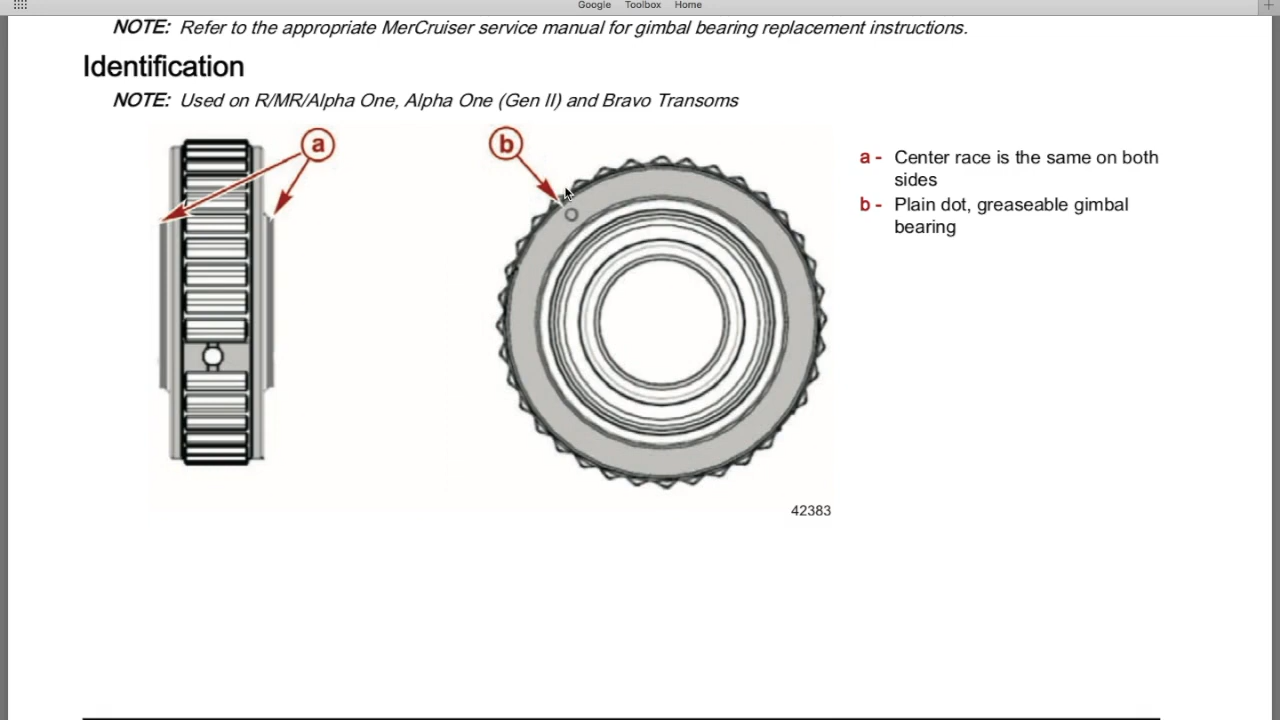 Google Toolbox Home
NOTE: Refer to the appropriate MerCruiser service manual for gimbal bearing replacement instructions.
Identification
NOTE: Used on R/MR/Alpha One, Alpha One (Gen II) and Bravo Transoms
a
b
a - Center race is the same on both
sides
b - Plain dot, greaseable gimbal
bearing
42383